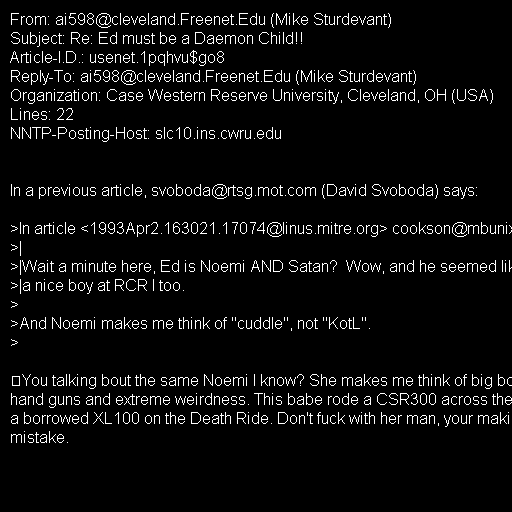 From: ai598@cleveland.Freenet.Edu (Mike Sturdevant)
Subject: Re: Ed must be a Daemon Child!!
Article-I.D.: usenet.1pqhvu$go8
Reply-To: ai598@cleveland.Freenet.Edu (Mike Sturdevant)
Organization: Case Western Reserve University, Cleveland, OH (USA)
Lines: 22
NNTP-Posting-Host: slc10.ins.cwru.edu
In a previous article, svoboda@rtsg.mot.com (David Svoboda) says:
>In article <1993Apr2.163021.17074@linus.mitre.org> cookson@mbunix
>|
>|Wait a minute here, Ed is Noemi AND Satan?  Wow, and he seemed lik
>|a nice boy at RCR I too.
>
>And Noemi makes me think of "cuddle", not "KotL".
>
You talking bout the same Noemi I know? She makes me think of big bo
hand guns and extreme weirdness. This babe rode a CSR300 across the
a borrowed XL100 on the Death Ride. Don't fuck with her man, your maki
mistake.